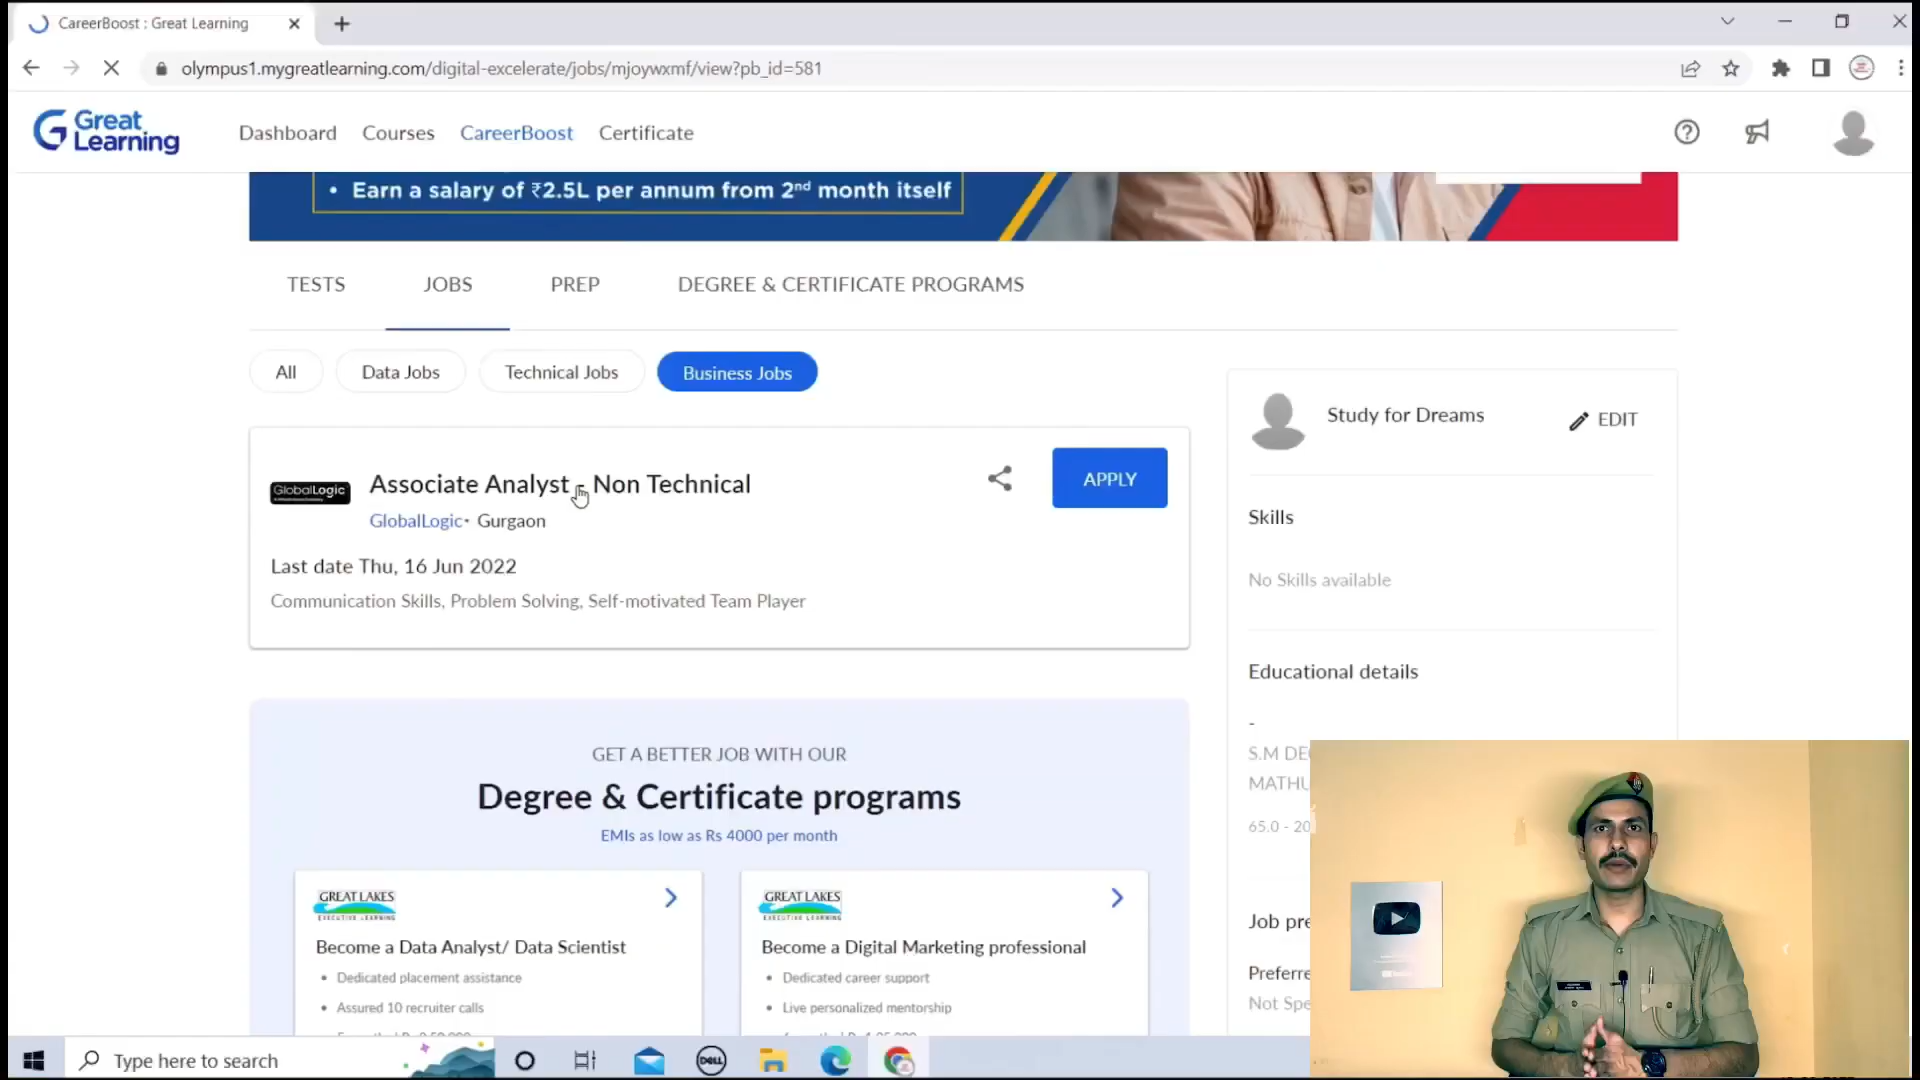 CareerBoost : Great Learning
olympus1.mygreatlearning.com/digital-excelerate/jobs/mjoywxmf/view?pb_id=581
Great Learning
Dashboard Courses CareerBoost Certificate
• Earn a salary of ₹2.5L per annum from 2nd month itself
TESTS JOBS PREP DEGREE & CERTIFICATE PROGRAMS
All Data Jobs Technical Jobs Business Jobs
GlobalLogic
Associate Analyst - Non Technical
APPLY
GlobalLogic• Gurgaon
Last date Thu, 16 Jun 2022
Communication Skills, Problem Solving, Self-motivated Team Player
Study for Dreams
EDIT
Skills
No Skills available
Educational details
-
S.M DE
MATHU
65.0 - 20
Job pre
Preferre
Not Spe
GET A BETTER JOB WITH OUR
Degree & Certificate programs
EMIs as low as Rs 4000 per month
GREAT LAKES
EXECUTIVE LEARNING
Become a Data Analyst/ Data Scientist
• Dedicated placement assistance
• Assured 10 recruiter calls
GREAT LAKES
EXECUTIVE LEARNING
Become a Digital Marketing professional
• Dedicated career support
• Live personalized mentorship
Type here to search
DELL